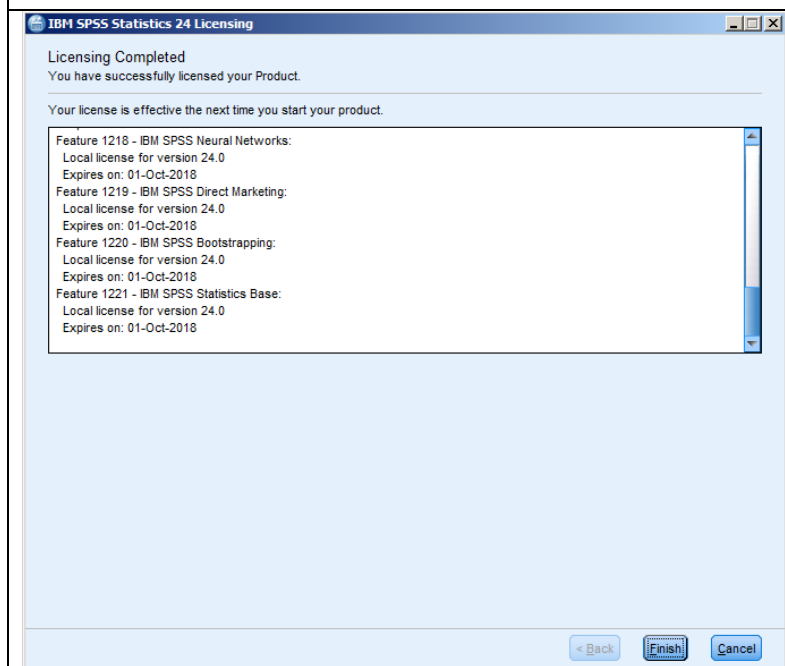 IBM SPSS Statistics 24 Licensing
Licensing Completed
You have successfully licensed your Product.
Your license is effective the next time you start your product.
Feature 1218 - IBM SPSS Neural Networks:
Local license for version 24.0
Expires on: 01-Oct-2018
Feature 1219 - IBM SPSS Direct Marketing:
Local license for version 24.0
Expires on: 01-Oct-2018
Feature 1220 - IBM SPSS Bootstrapping:
Local license for version 24.0
Expires on: 01-Oct-2018
Feature 1221 - IBM SPSS Statistics Base:
Local license for version 24.0
Expires on: 01-Oct-2018
< Back Finish Cancel